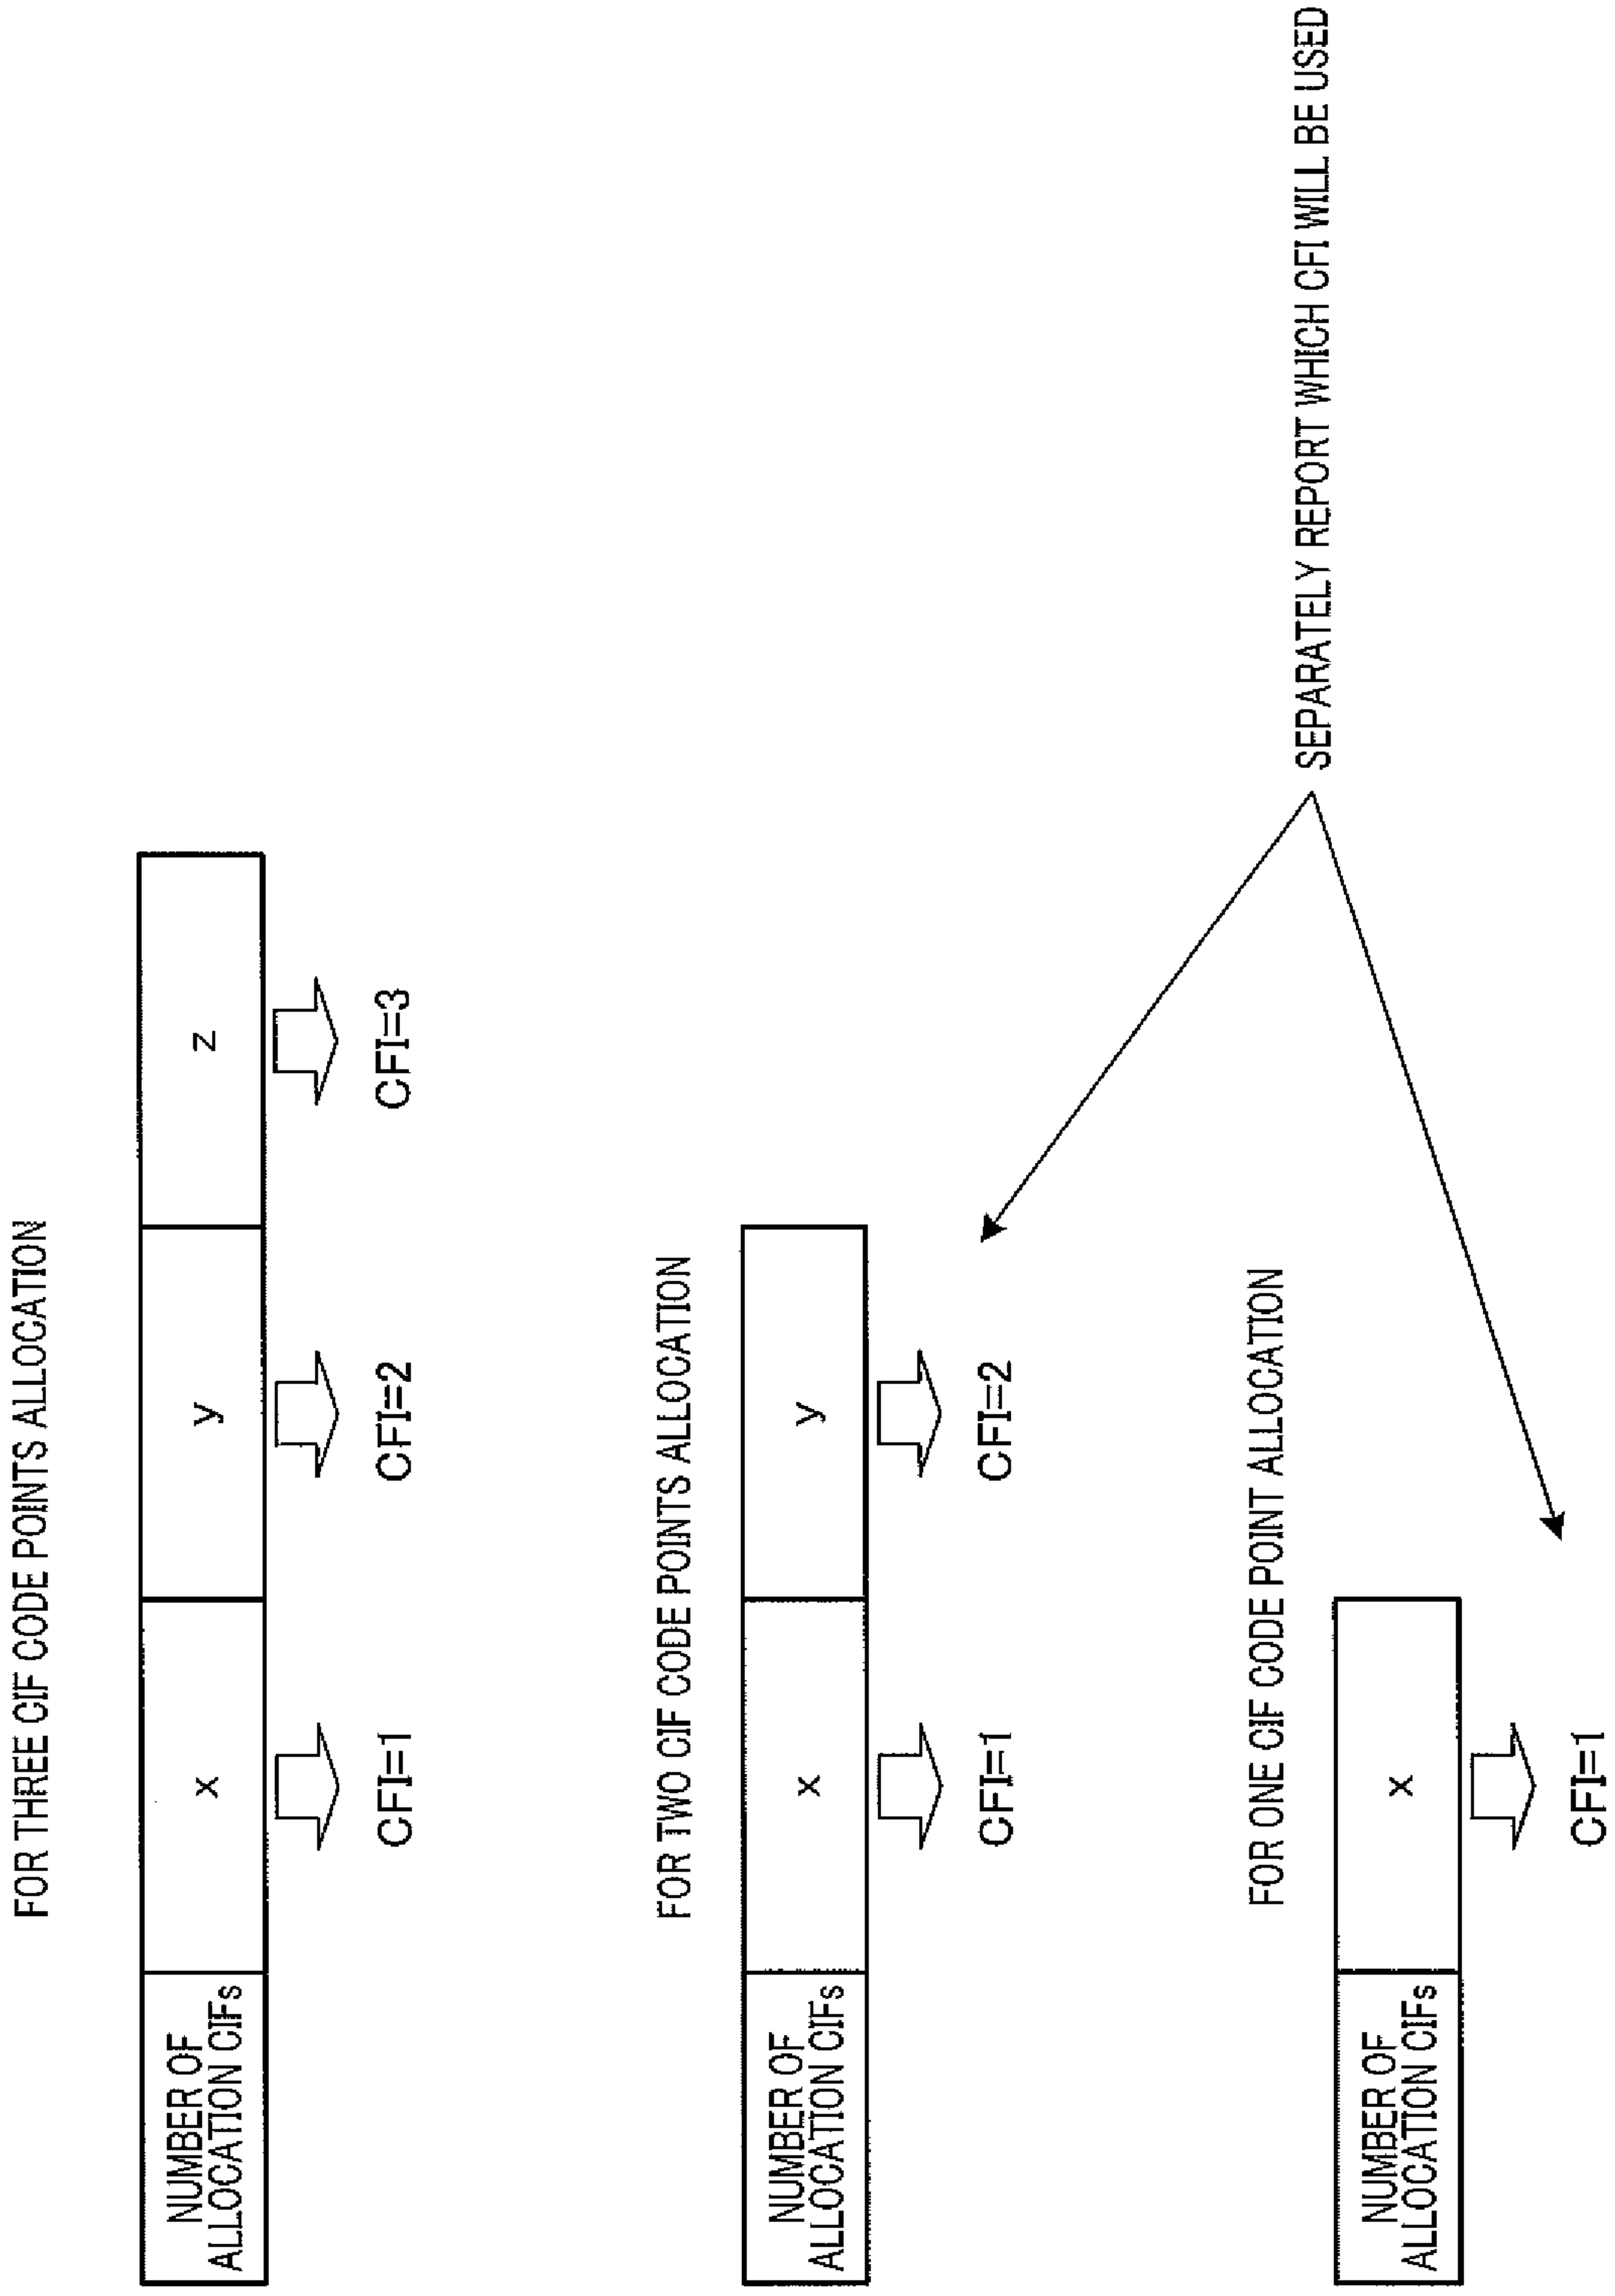 FOR THREE CIF CODE POINTS ALLOCATION
NUMBER OF
ALLOCATION CIFs
x
y
z
CFI=1
CFI=2
CFI=3
FOR TWO CIF CODE POINTS ALLOCATION
NUMBER OF
ALLOCATION CIFs
x
y
CFI=1
CFI=2
FOR ONE CIF CODE POINT ALLOCATION
SEPARATELY REPORT WHICH CFI WILL BE USED
NUMBER OF
ALLOCATION CIFs
x
CFI=1